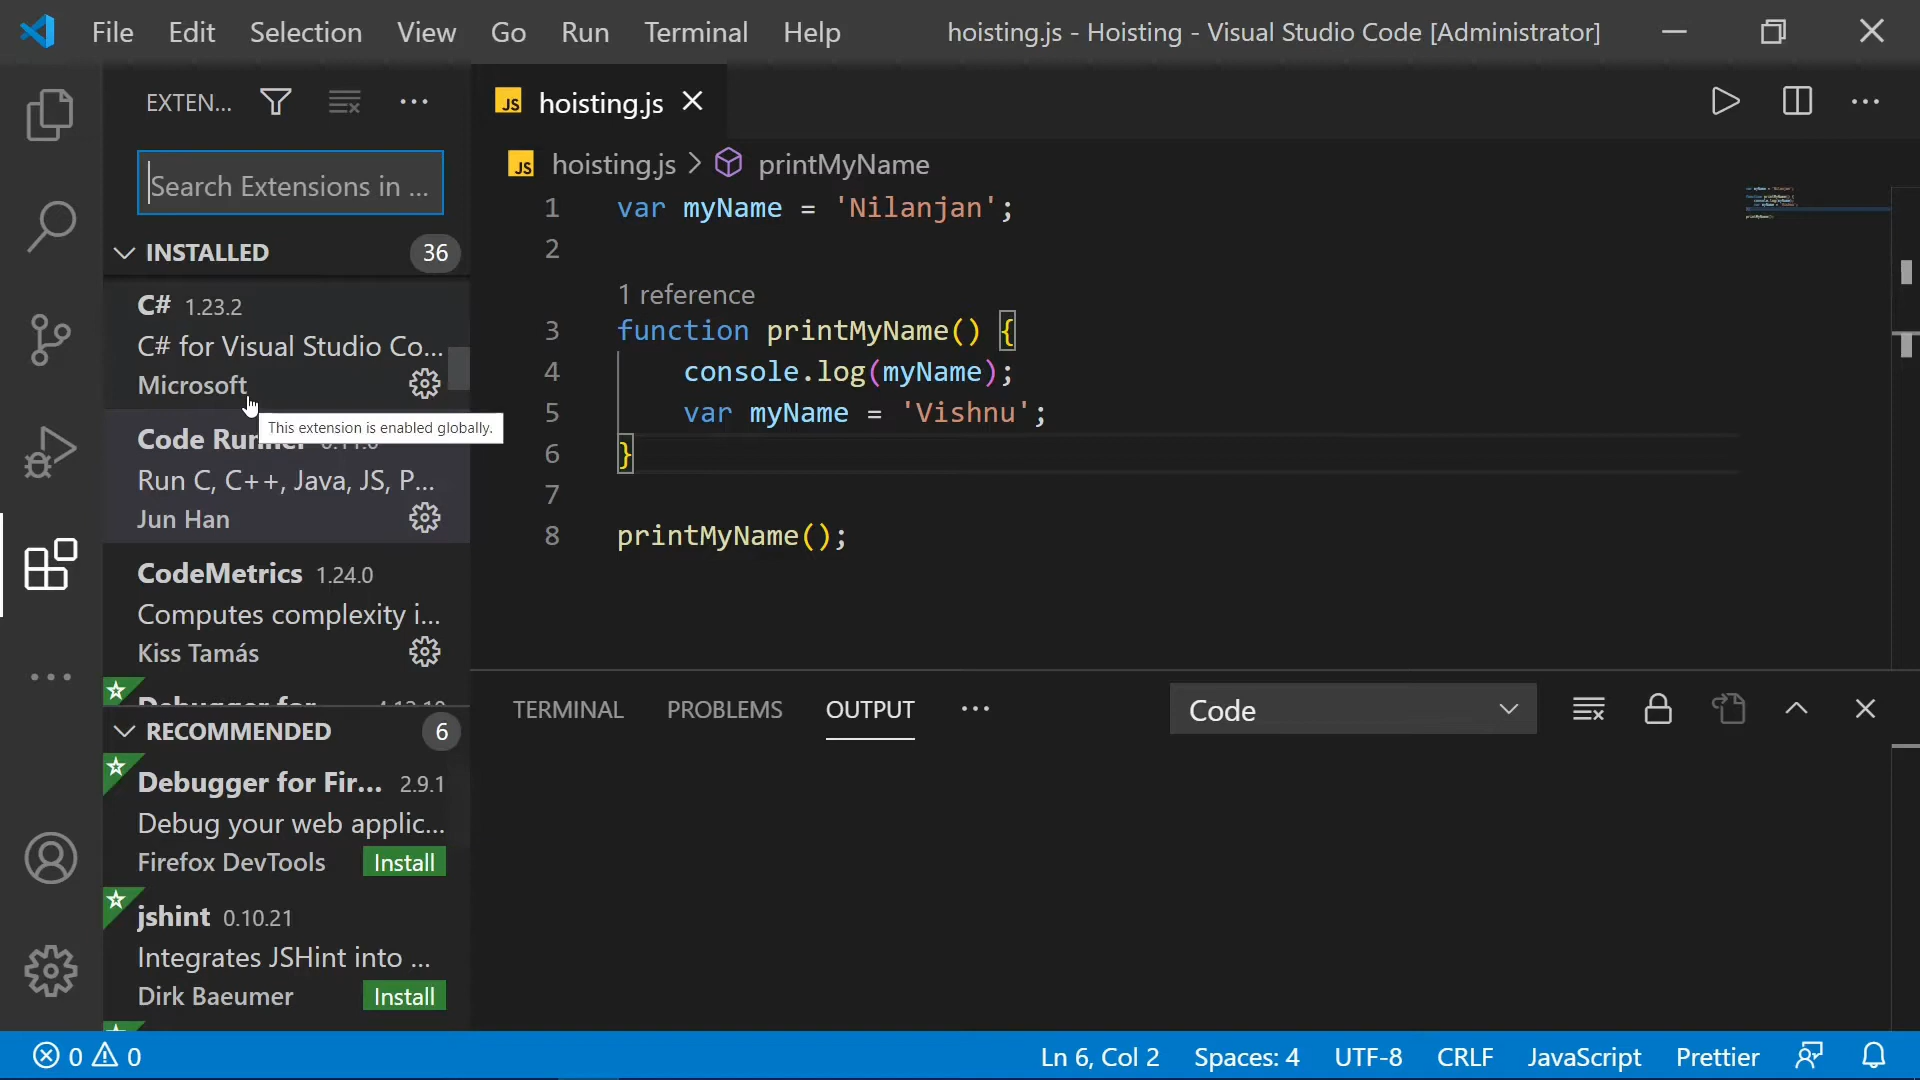 File Edit Selection View Go Run Terminal Help hoisting.js - Hoisting - Visual Studio Code [Administrator]
EXTEN...
Search Extensions in ...
INSTALLED 36
C# 1.23.2
C# for Visual Studio Co...
Microsoft
This extension is enabled globally.
Code Runner
Run C, C++, Java, JS, P...
Jun Han
CodeMetrics 1.24.0
Computes complexity i...
Kiss Tamás
Debugger for
RECOMMENDED 6
Debugger for Fir... 2.9.1
Debug your web applic...
Firefox DevTools Install
jshint 0.10.21
Integrates JSHint into ...
Dirk Baeumer Install
JS hoisting.js
JS hoisting.js > printMyName
1 var myName = 'Nilanjan';
2
1 reference
3 function printMyName() {
4 console.log(myName);
5 var myName = 'Vishnu';
6 }
7
8 printMyName();
TERMINAL PROBLEMS OUTPUT Code
0 0 Ln 6, Col 2 Spaces: 4 UTF-8 CRLF JavaScript Prettier